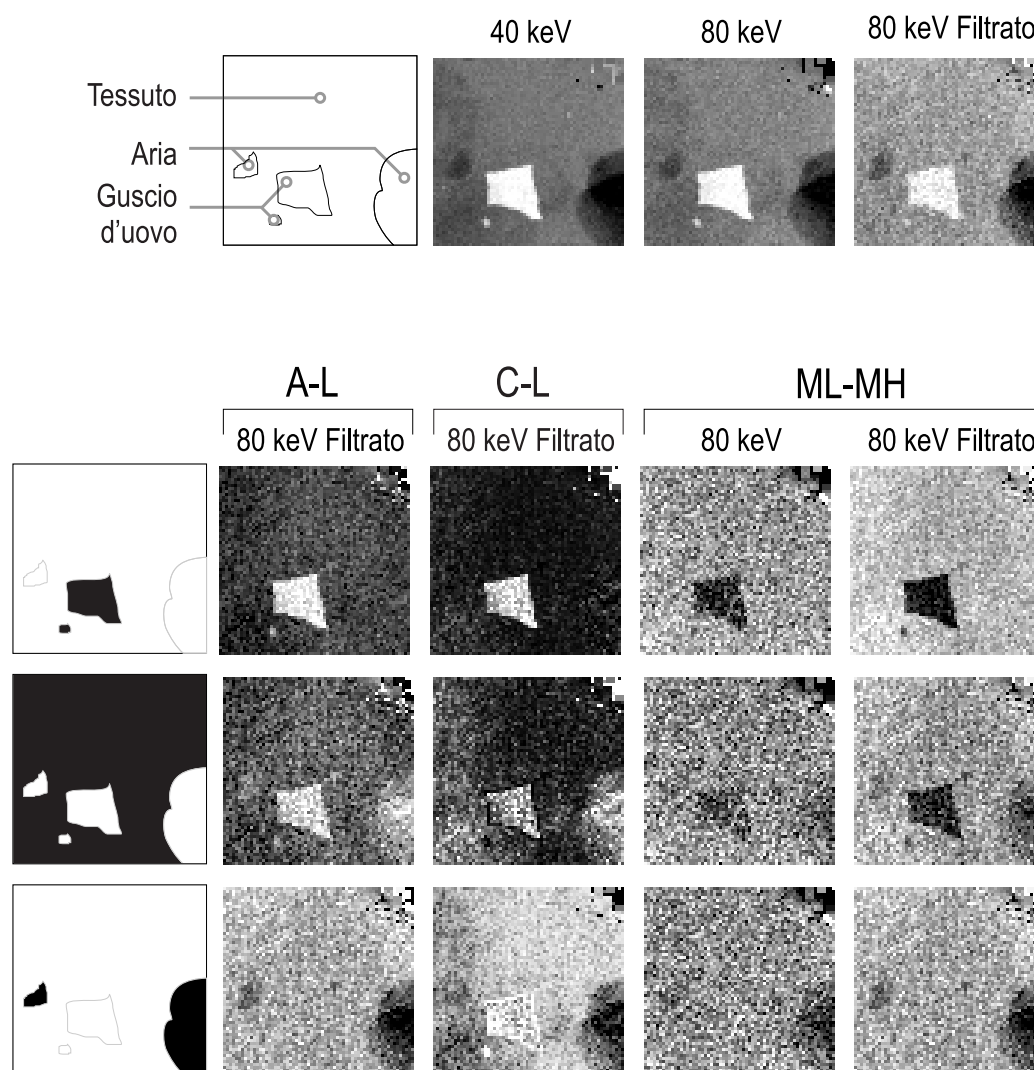 40 keV 80 keV 80 keV Filtrato
Tessuto
Aria
Guscio
d'uovo
A-L C-L ML-MH
80 keV Filtrato 80 keV Filtrato 80 keV 80 keV Filtrato